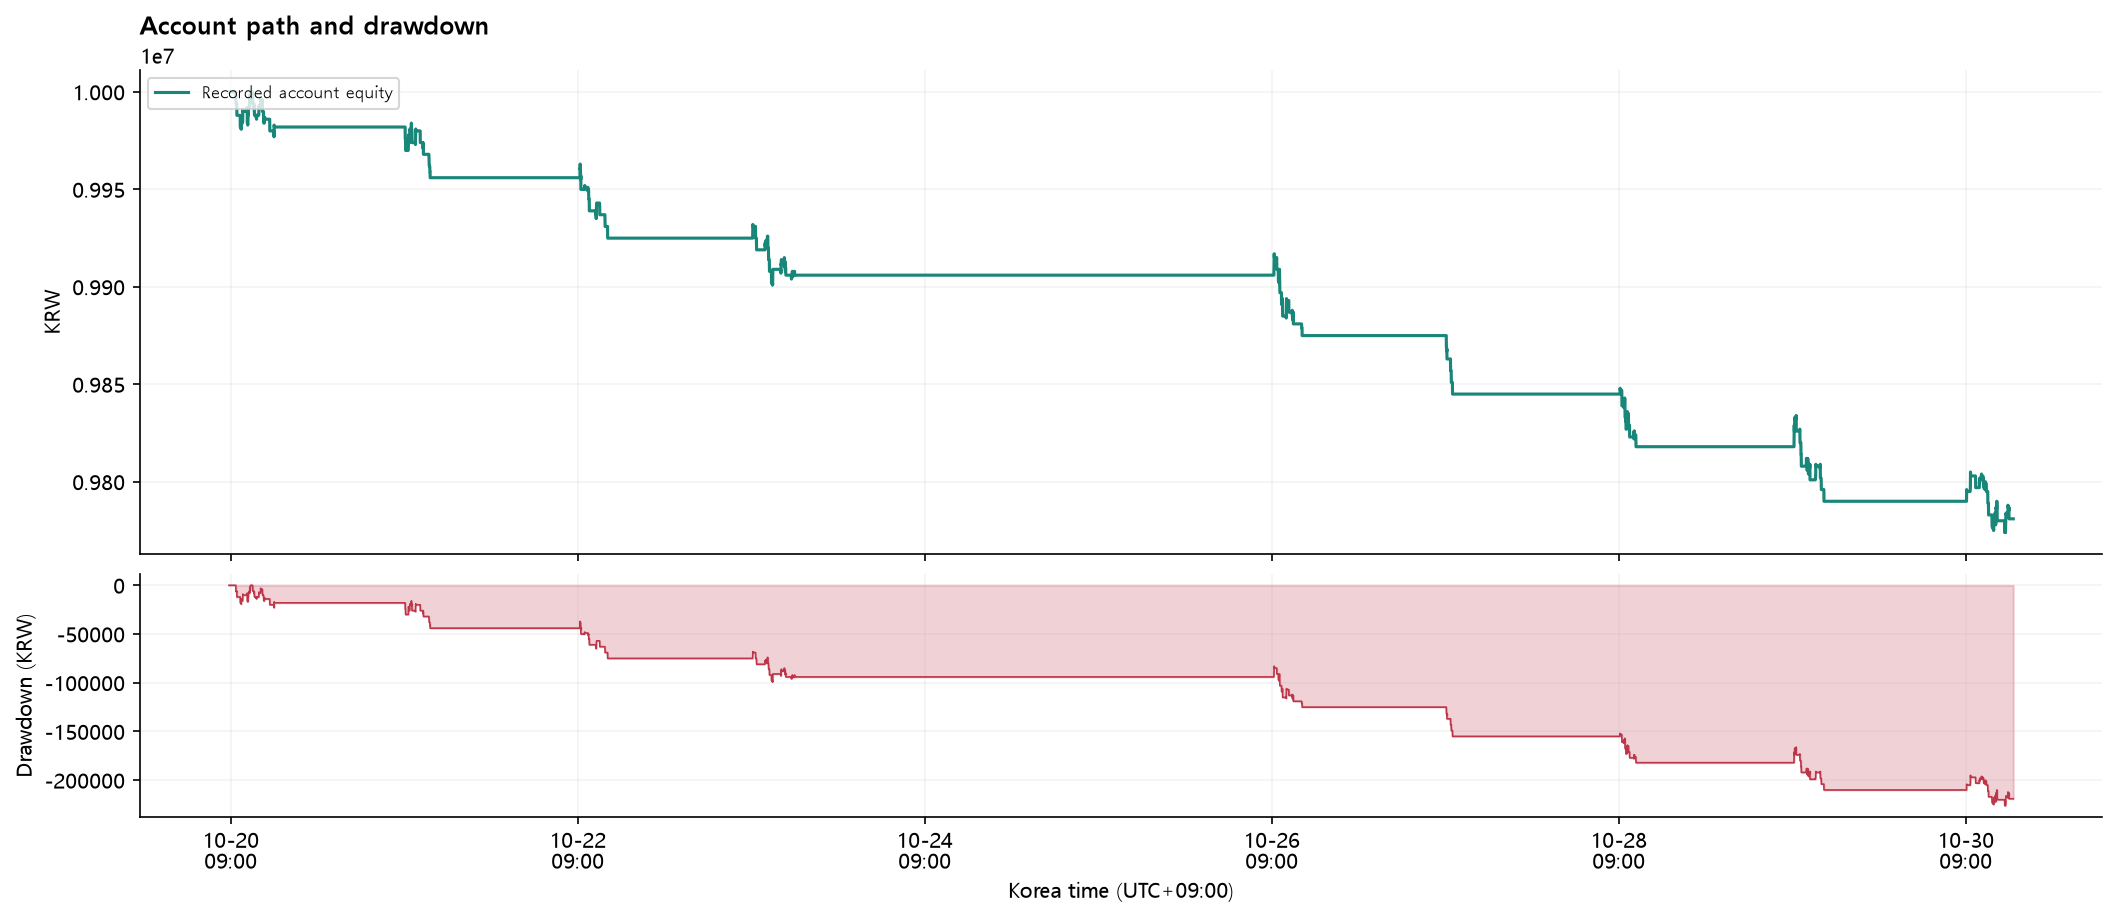 Account path and drawdown
1e7
Recorded account equity
1.000
0.995
0.990
0.985
0.980
KRW
0
-50000
-100000
-150000
-200000
Drawdown (KRW)
10-20 10-22 10-24 10-26 10-28 10-30
09:00 09:00 09:00 09:00 09:00 09:00
Korea time (UTC+09:00)